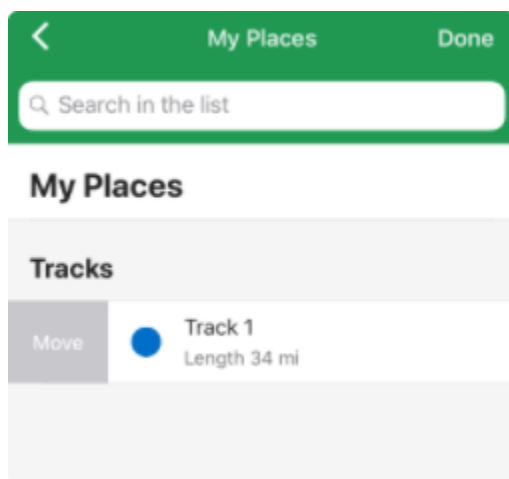 My Places
Done
Search in the list
My Places
Tracks
Move
Track 1
Length 34 mi